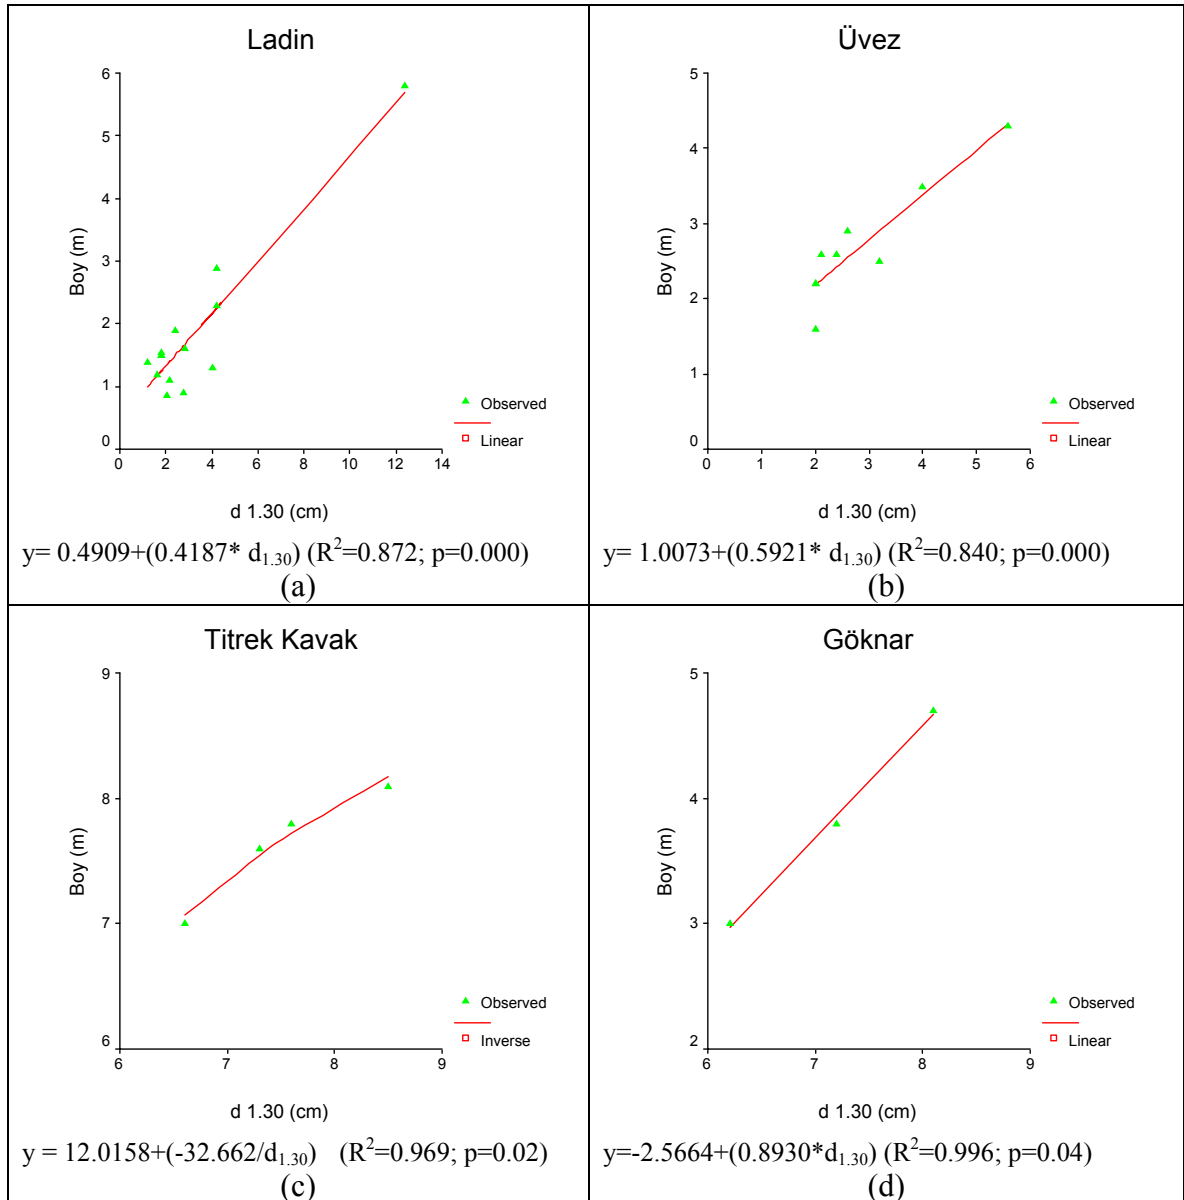 Ladin
6
5
4
3
2
1
0
Boy (m)
0 2 4 6 8 10 12 14
d 1.30 (cm)
Observed
Linear
y= 0.4909+(0.4187* d1.30) (R2=0.872; p=0.000)
(a)
Üvez
5
4
3
2
1
0
Boy (m)
0 1 2 3 4 5 6
d 1.30 (cm)
Observed
Linear
y= 1.0073+(0.5921* d1.30) (R2=0.840; p=0.000)
(b)
Titrek Kavak
9
8
7
6
Boy (m)
6 7 8 9
d 1.30 (cm)
Observed
Inverse
y = 12.0158+(-32.662/d1.30) (R2=0.969; p=0.02)
(c)
Göknar
5
4
3
2
Boy (m)
6 7 8 9
d 1.30 (cm)
Observed
Linear
y=-2.5664+(0.8930*d1.30) (R2=0.996; p=0.04)
(d)